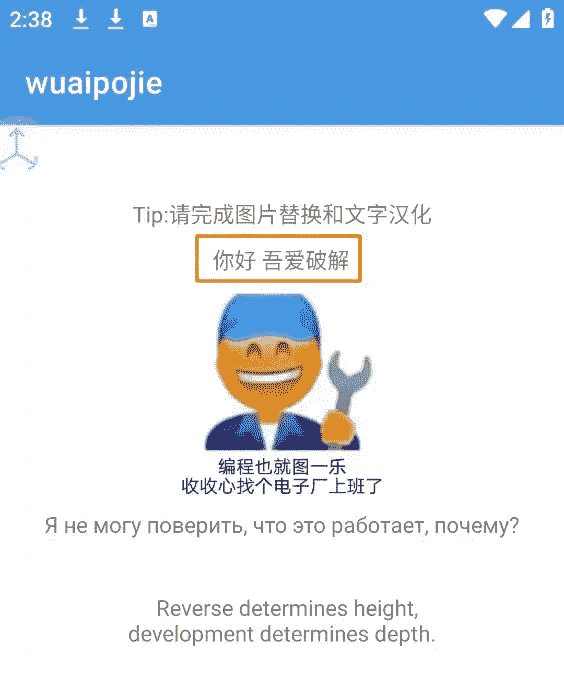 2:38
A
wuaipojie
Tip:请完成图片替换和文字汉化
你好 吾爱破解
编程也就图一乐
收收心找个电子厂上班了
Я не могу поверить, что это работает, почему?
Reverse determines height,
development determines depth.